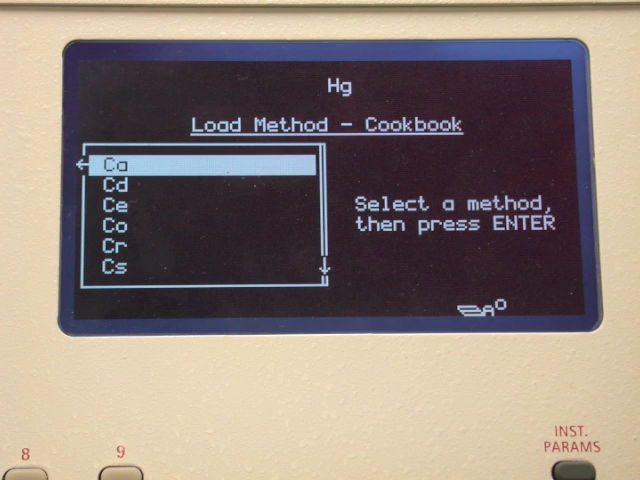 Hg
Load Method - Cookbook
Ca
Cd
Ce
Co
Cr
Cs
Select a method,
then press ENTER
8
9
INST.
PARAMS